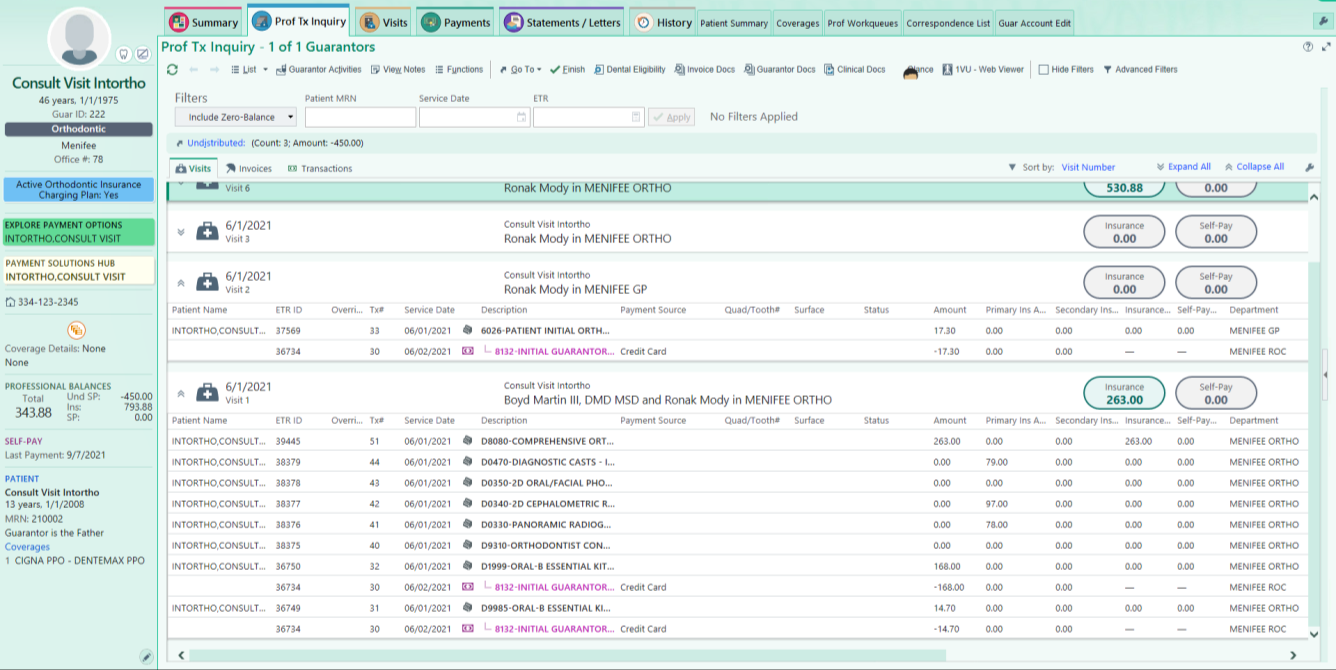 Consult Visit Intortho
46 years, 1/1/1975
Guar ID: 222
Orthodontic
Menifee
Office #: 78
Active Orthodontic Insurance
Charging Plan: Yes
EXPLORE PAYMENT OPTIONS
INTORTHO,CONSULT VISIT
PAYMENT SOLUTIONS HUB
INTORTHO,CONSULT VISIT
334-123-2345
Coverage Details: None
None
PROFESSIONAL BALANCES
Total Und SP: -450.00
343.88 Ins: 793.88
SP: 0.00
SELF-PAY
Last Payment: 9/7/2021
PATIENT
Consult Visit Intortho
13 years, 1/1/2008
MRN: 210002
Guarantor is the Father
Coverages
1 CIGNA PPO - DENTEMAX PPO
Summary Prof Tx Inquiry Visits Payments Statements / Letters History Patient Summary Coverages Prof Workqueues Correspondence List Guar Account Edit
Prof Tx Inquiry - 1 of 1 Guarantors
List Guarantor Activities View Notes Functions Go To Finish Dental Eligibility Invoice Docs Guarantor Docs Clinical Docs 1VU - Web Viewer Hide Filters Advanced Filters
Filters Patient MRN Service Date ETR
Include Zero-Balance Apply No Filters Applied
Undistributed: (Count: 3; Amount: -450.00)
Visits Invoices Transactions Sort by: Visit Number Expand All Collapse All
Visit 6 Ronak Mody in MENIFEE ORTHO 530.88 0.00
6/1/2021 Consult Visit Intortho Insurance Self-Pay
Visit 3 Ronak Mody in MENIFEE ORTHO 0.00 0.00
6/1/2021 Consult Visit Intortho Insurance Self-Pay
Visit 2 Ronak Mody in MENIFEE GP 0.00 0.00
Patient Name ETR ID Overri... Tx# Service Date Description Payment Source Quad/Tooth# Surface Status Amount Primary Ins A... Secondary Ins... Insurance... Self-Pay... Department
INTORTHO,CONSULT... 37569 33 06/01/2021 6026-PATIENT INITIAL ORTH... 17.30 0.00 0.00 0.00 0.00 MENIFEE GP
36734 30 06/02/2021 8132-INITIAL GUARANTOR... Credit Card -17.30 0.00 0.00 — — MENIFEE ROC
6/1/2021 Consult Visit Intortho Insurance Self-Pay
Visit 1 Boyd Martin III, DMD MSD and Ronak Mody in MENIFEE ORTHO 263.00 0.00
Patient Name ETR ID Overri... Tx# Service Date Description Payment Source Quad/Tooth# Surface Status Amount Primary Ins A... Secondary Ins... Insurance... Self-Pay... Department
INTORTHO,CONSULT... 39445 51 06/01/2021 D8080-COMPREHENSIVE ORT... 263.00 0.00 0.00 263.00 0.00 MENIFEE ORTHO
INTORTHO,CONSULT... 38379 44 06/01/2021 D0470-DIAGNOSTIC CASTS - I... 0.00 79.00 0.00 0.00 0.00 MENIFEE ORTHO
INTORTHO,CONSULT... 38378 43 06/01/2021 D0350-2D ORAL/FACIAL PHO... 0.00 0.00 0.00 0.00 0.00 MENIFEE ORTHO
INTORTHO,CONSULT... 38377 42 06/01/2021 D0340-2D CEPHALOMETRIC R... 0.00 97.00 0.00 0.00 0.00 MENIFEE ORTHO
INTORTHO,CONSULT... 38376 41 06/01/2021 D0330-PANORAMIC RADIOG... 0.00 78.00 0.00 0.00 0.00 MENIFEE ORTHO
INTORTHO,CONSULT... 38375 40 06/01/2021 D9310-ORTHODONTIST CON... 0.00 0.00 0.00 0.00 0.00 MENIFEE ORTHO
INTORTHO,CONSULT... 36750 32 06/01/2021 D1999-ORAL-B ESSENTIAL KIT... 168.00 0.00 0.00 0.00 0.00 MENIFEE ORTHO
36734 30 06/02/2021 8132-INITIAL GUARANTOR... Credit Card -168.00 0.00 0.00 — — MENIFEE ROC
INTORTHO,CONSULT... 36749 31 06/01/2021 D9985-ORAL-B ESSENTIAL KI... 14.70 0.00 0.00 0.00 0.00 MENIFEE ORTHO
36734 30 06/02/2021 8132-INITIAL GUARANTOR... Credit Card -14.70 0.00 0.00 — — MENIFEE ROC